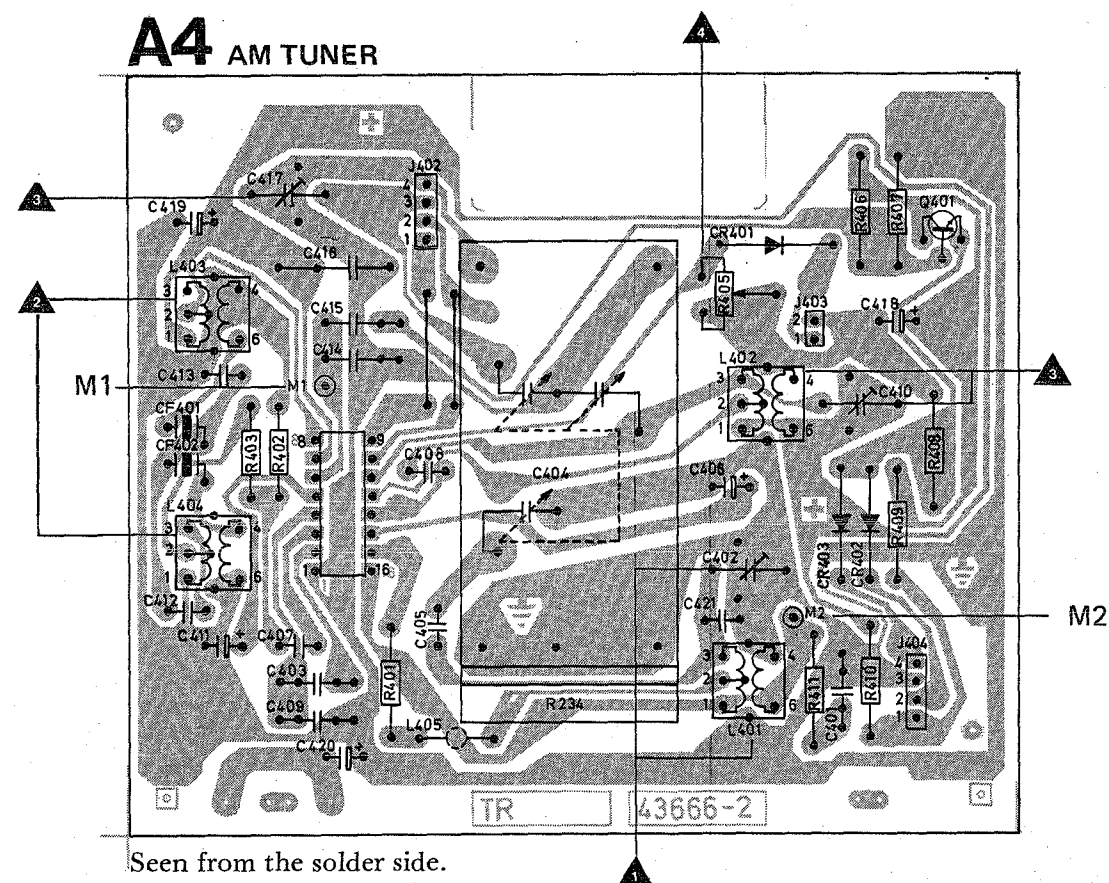 A4 AM TUNER
4
J402
C417
4
3
3
2
1
C419
Q401
R406
R407
CR401
C416
L403
3
4
2
2
1
6
R405
J403
2
1
C418
C415
C414
L402
3
4
2
1
6
3
C413
M1
M1
C410
CF401
CF402
R403
R402
8
9
1
16
C408
C404
C406
R408
R409
L404
3
4
2
1
6
C402
CR403
CR402
C412
C405
C421
M2
M2
C411
C407
J404
4
3
2
1
3
4
2
1
6
C403
R401
R411
C401
R410
C409
R234
L405
L401
C420
TR
43666-2
Seen from the solder side.
1